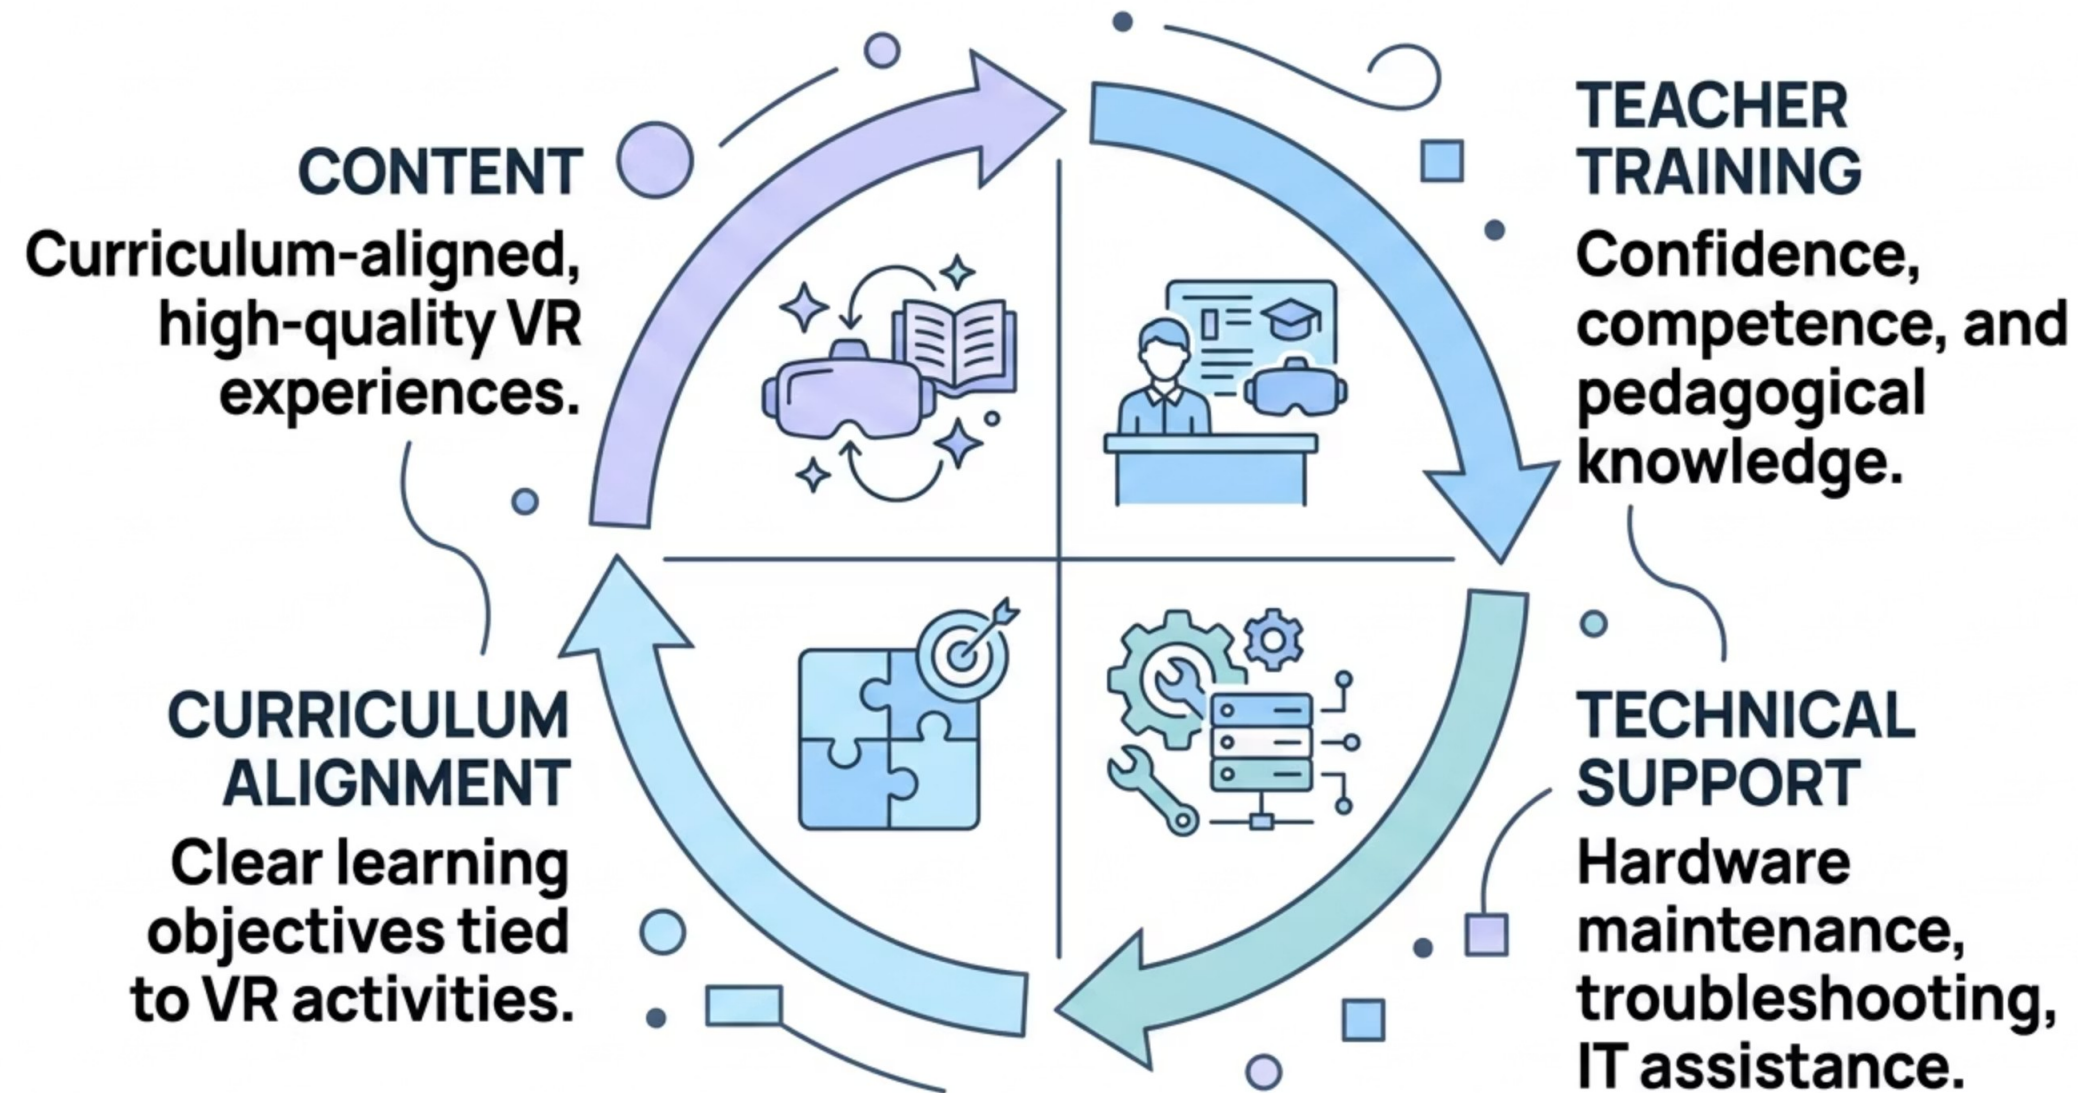 CONTENT
Curriculum-aligned,
high-quality VR
experiences.
TEACHER
TRAINING
Confidence,
competence, and
pedagogical
knowledge.
CURRICULUM
ALIGNMENT
Clear learning
objectives tied
to VR activities.
TECHNICAL
SUPPORT
Hardware
maintenance,
troubleshooting,
IT assistance.